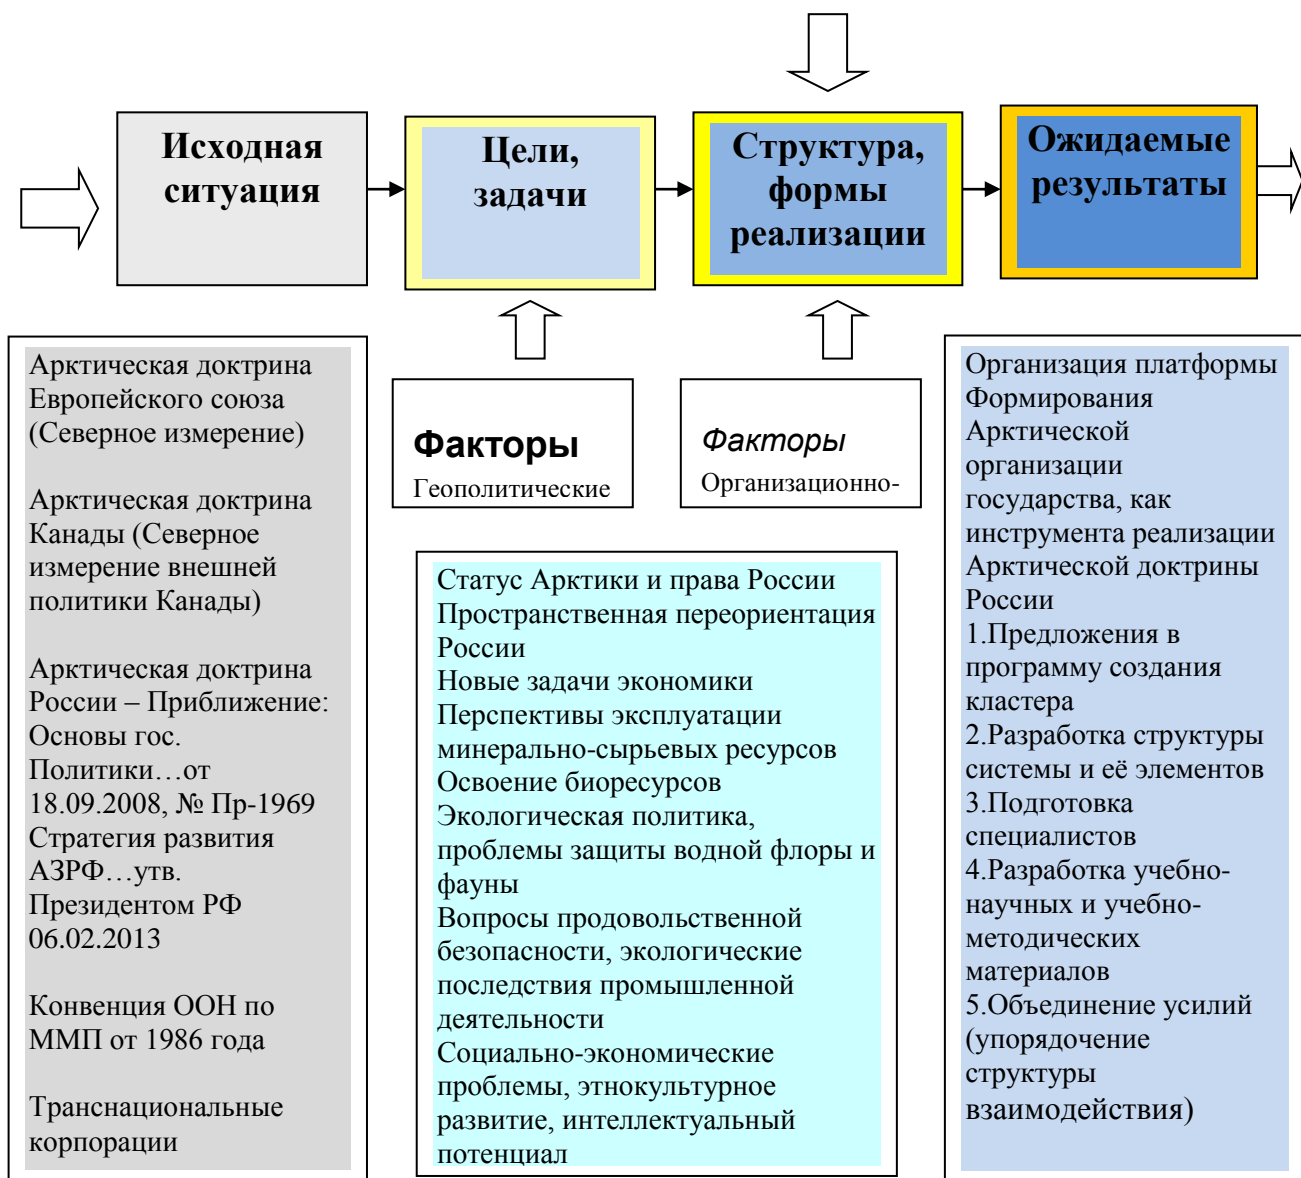 Исходная
ситуация
Цели,
задачи
Структура,
формы
реализации
Ожидаемые
результаты
Арктическая доктрина
Европейского союза
(Северное измерение)
Арктическая доктрина
Канады (Северное
измерение внешней
политики Канады)
Арктическая доктрина
России – Приближение:
Основы гос.
Политики…от
18.09.2008, № Пр-1969
Стратегия развития
АЗРФ…утв.
Президентом РФ
06.02.2013
Конвенция ООН по
ММП от 1986 года
Транснациональные
корпорации
Факторы
Геополитические
Факторы
Организационно-
Статус Арктики и права России
Пространственная переориентация
России
Новые задачи экономики
Перспективы эксплуатации
минерально-сырьевых ресурсов
Освоение биоресурсов
Экологическая политика,
проблемы защиты водной флоры и
фауны
Вопросы продовольственной
безопасности, экологические
последствия промышленной
деятельности
Социально-экономические
проблемы, этнокультурное
развитие, интеллектуальный
потенциал
Организация платформы
Формирования
Арктической
организации
государства, как
инструмента реализации
Арктической доктрины
России
1.Предложения в
программу создания
кластера
2.Разработка структуры
системы и её элементов
3.Подготовка
специалистов
4.Разработка учебно-
научных и учебно-
методических
материалов
5.Объединение усилий
(упорядочение
структуры
взаимодействия)